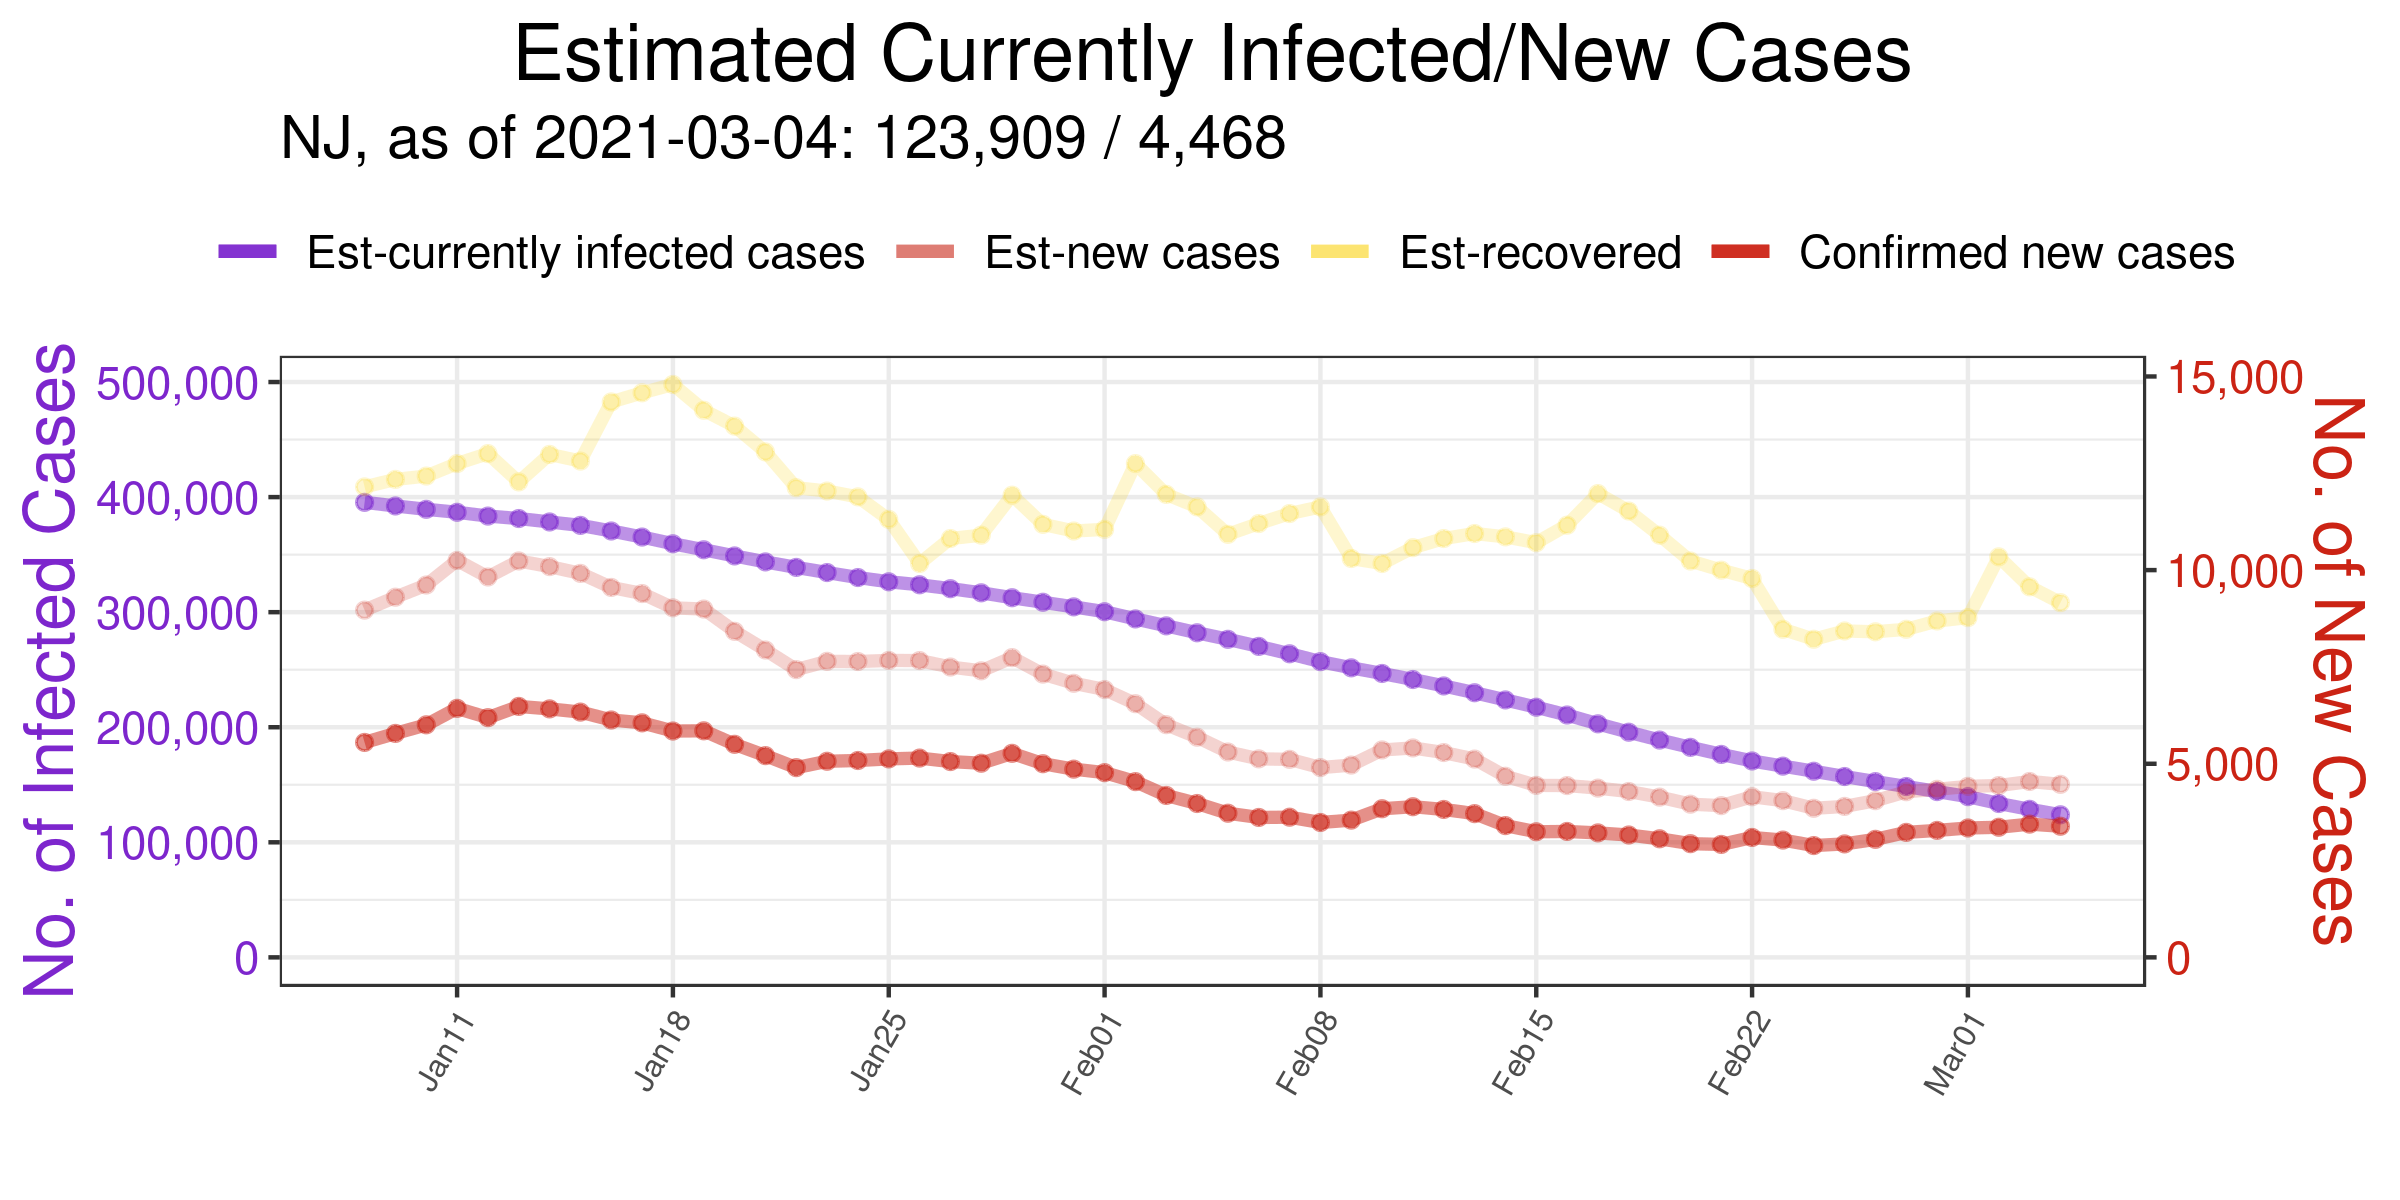 Estimated Currently Infected/New Cases
NJ, as of 2021-03-04: 123,909 / 4,468
Est-currently infected cases
Est-new cases
Est-recovered
Confirmed new cases
No. of Infected Cases
500,000
400,000
300,000
200,000
100,000
0
15,000
10,000
5,000
0
No. of New Cases
Jan11
Jan18
Jan25
Feb01
Feb08
Feb15
Feb22
Mar01